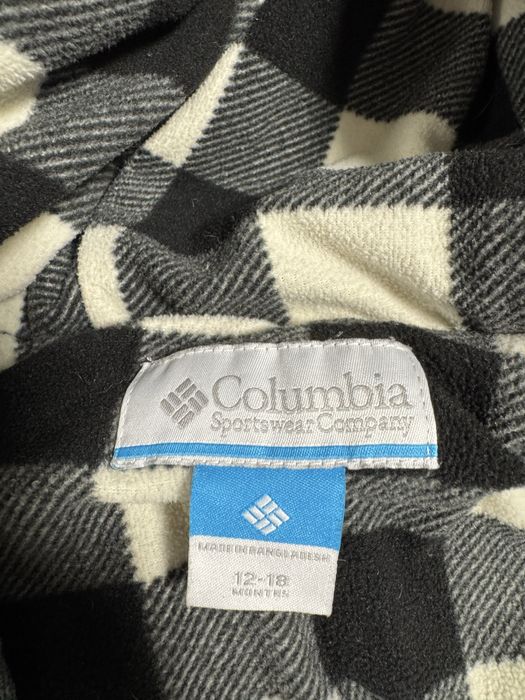 Columbia
Sportswear Company
MADE IN BANGLADESH
12-18
MONTHS